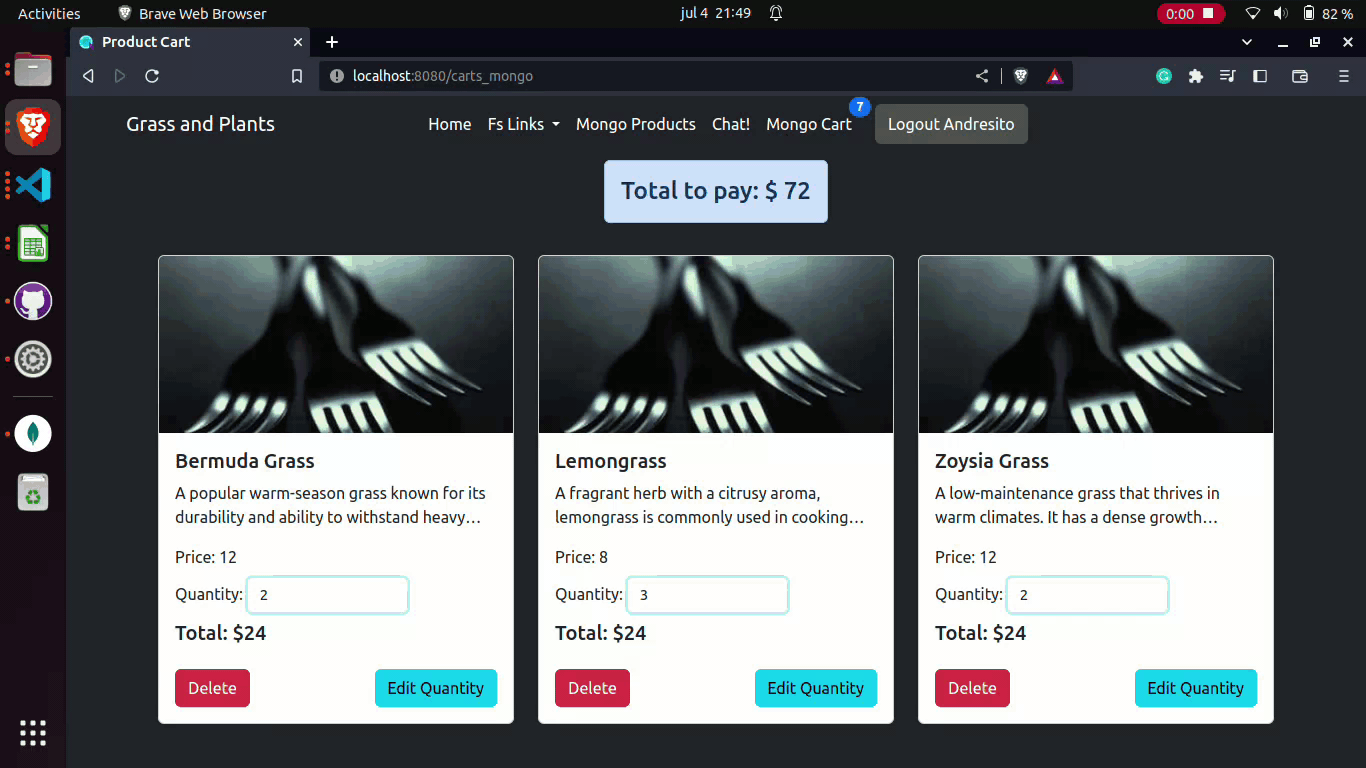 Activities
Brave Web Browser
jul 4 21:49
0:00
82 %
Product Cart
localhost:8080/carts_mongo
Grass and Plants
Home
Fs Links
Mongo Products
Chat!
Mongo Cart
7
Logout Andresito
Total to pay: $ 72
Bermuda Grass
A popular warm-season grass known for its
durability and ability to withstand heavy…
Price: 12
Quantity: 2
Total: $24
Delete
Edit Quantity
Lemongrass
A fragrant herb with a citrusy aroma,
lemongrass is commonly used in cooking…
Price: 8
Quantity: 3
Total: $24
Delete
Edit Quantity
Zoysia Grass
A low-maintenance grass that thrives in
warm climates. It has a dense growth…
Price: 12
Quantity: 2
Total: $24
Delete
Edit Quantity